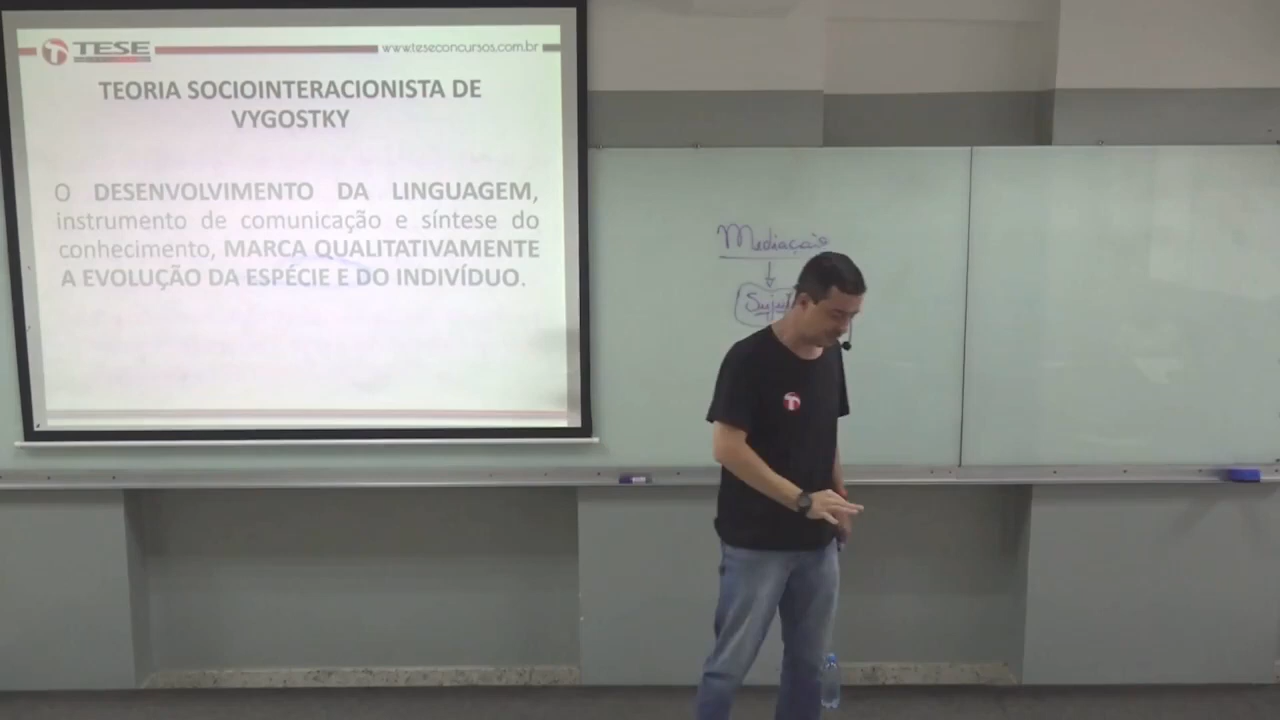 TESE
www.teseconcursos.com.br
TEORIA SOCIOINTERACIONISTA DE
VYGOSTKY
O DESENVOLVIMENTO DA LINGUAGEM,
instrumento de comunicação e síntese do
conhecimento, MARCA QUALITATIVAMENTE
A EVOLUÇÃO DA ESPÉCIE E DO INDIVÍDUO.
Mediação